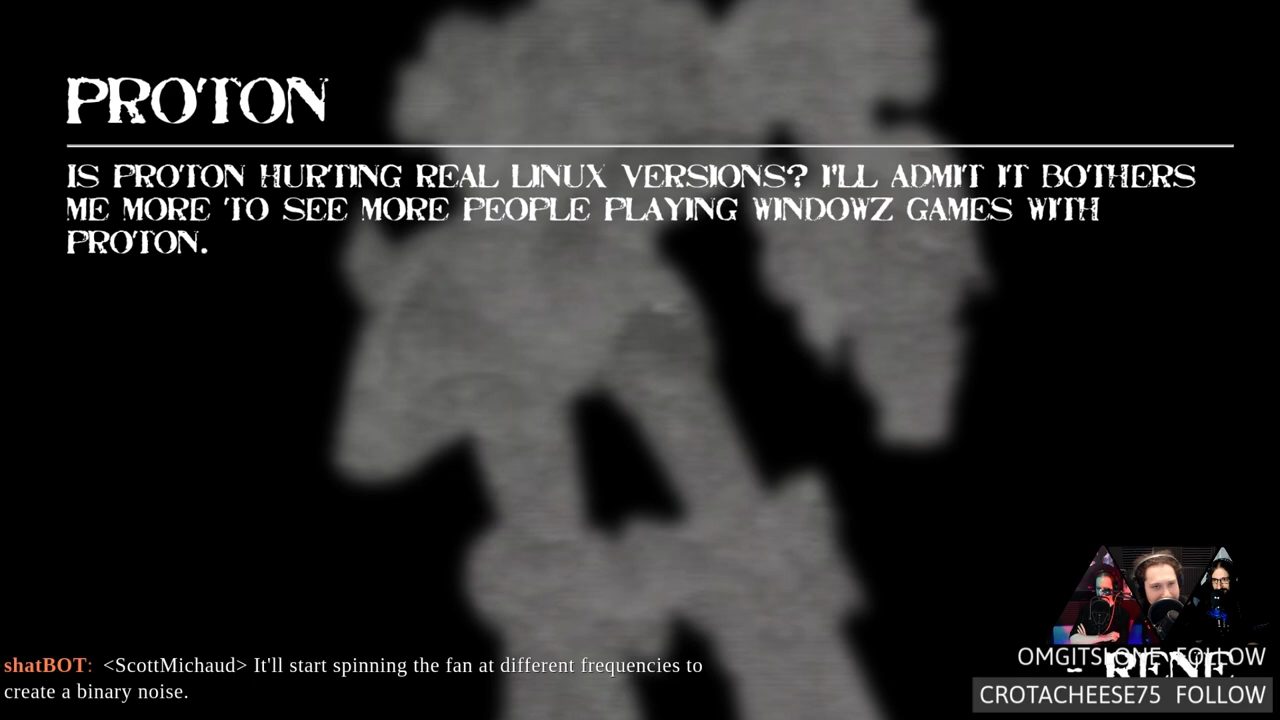 PROTON
IS PROTON HURTING REAL LINUX VERSIONS? I'LL ADMIT IT BOTHERS
ME MORE TO SEE MORE PEOPLE PLAYING WINDOWZ GAMES WITH
PROTON.
- RENE
OMGITSLONE FOLLOW
CROTACHEESE75 FOLLOW
shatBOT: <ScottMichaud> It'll start spinning the fan at different frequencies to
create a binary noise.